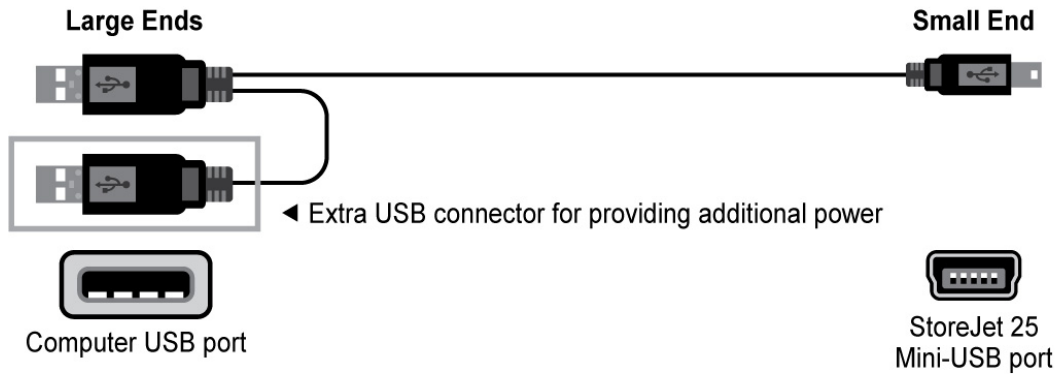 Large Ends
Small End
◄ Extra USB connector for providing additional power
Computer USB port
StoreJet 25
Mini-USB port